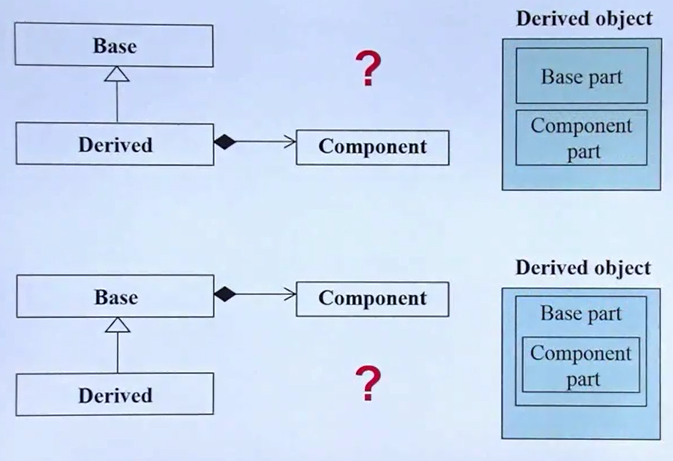 Derived object
Base
?
Base part
Derived
Component
Component
part
Derived object
Base
Component
Base part
Component
part
Derived
?